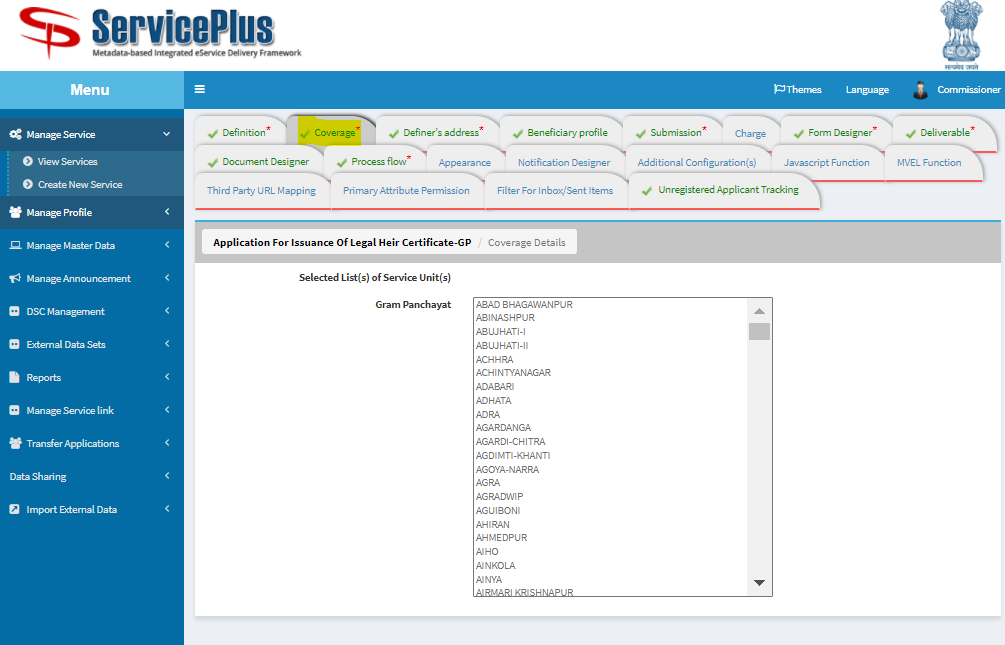 ServicePlus
Metadata-based Integrated eService Delivery Framework
सत्यमेव जयते
Menu
Themes Language Commissioner
Manage Service
View Services
Create New Service
Manage Profile
Manage Master Data
Manage Announcement
DSC Management
External Data Sets
Reports
Manage Service link
Transfer Applications
Data Sharing
Import External Data
Definition* Coverage* Definer's address* Beneficiary profile Submission* Charge Form Designer* Deliverable*
Document Designer Process flow* Appearance Notification Designer Additional Configuration(s) Javascript Function MVEL Function
Third Party URL Mapping Primary Attribute Permission Filter For Inbox/Sent Items Unregistered Applicant Tracking
Application For Issuance Of Legal Heir Certificate-GP / Coverage Details
Selected List(s) of Service Unit(s)
Gram Panchayat
ABAD BHAGAWANPUR
ABINASHPUR
ABUJHATI-I
ABUJHATI-II
ACHHRA
ACHINTYANAGAR
ADABARI
ADHATA
ADRA
AGARDANGA
AGARDI-CHITRA
AGDIMTI-KHANTI
AGOYA-NARRA
AGRA
AGRADWIP
AGUIBONI
AHIRAN
AHMEDPUR
AIHO
AINKOLA
AINYA
AIRMARI KRISHNAPUR